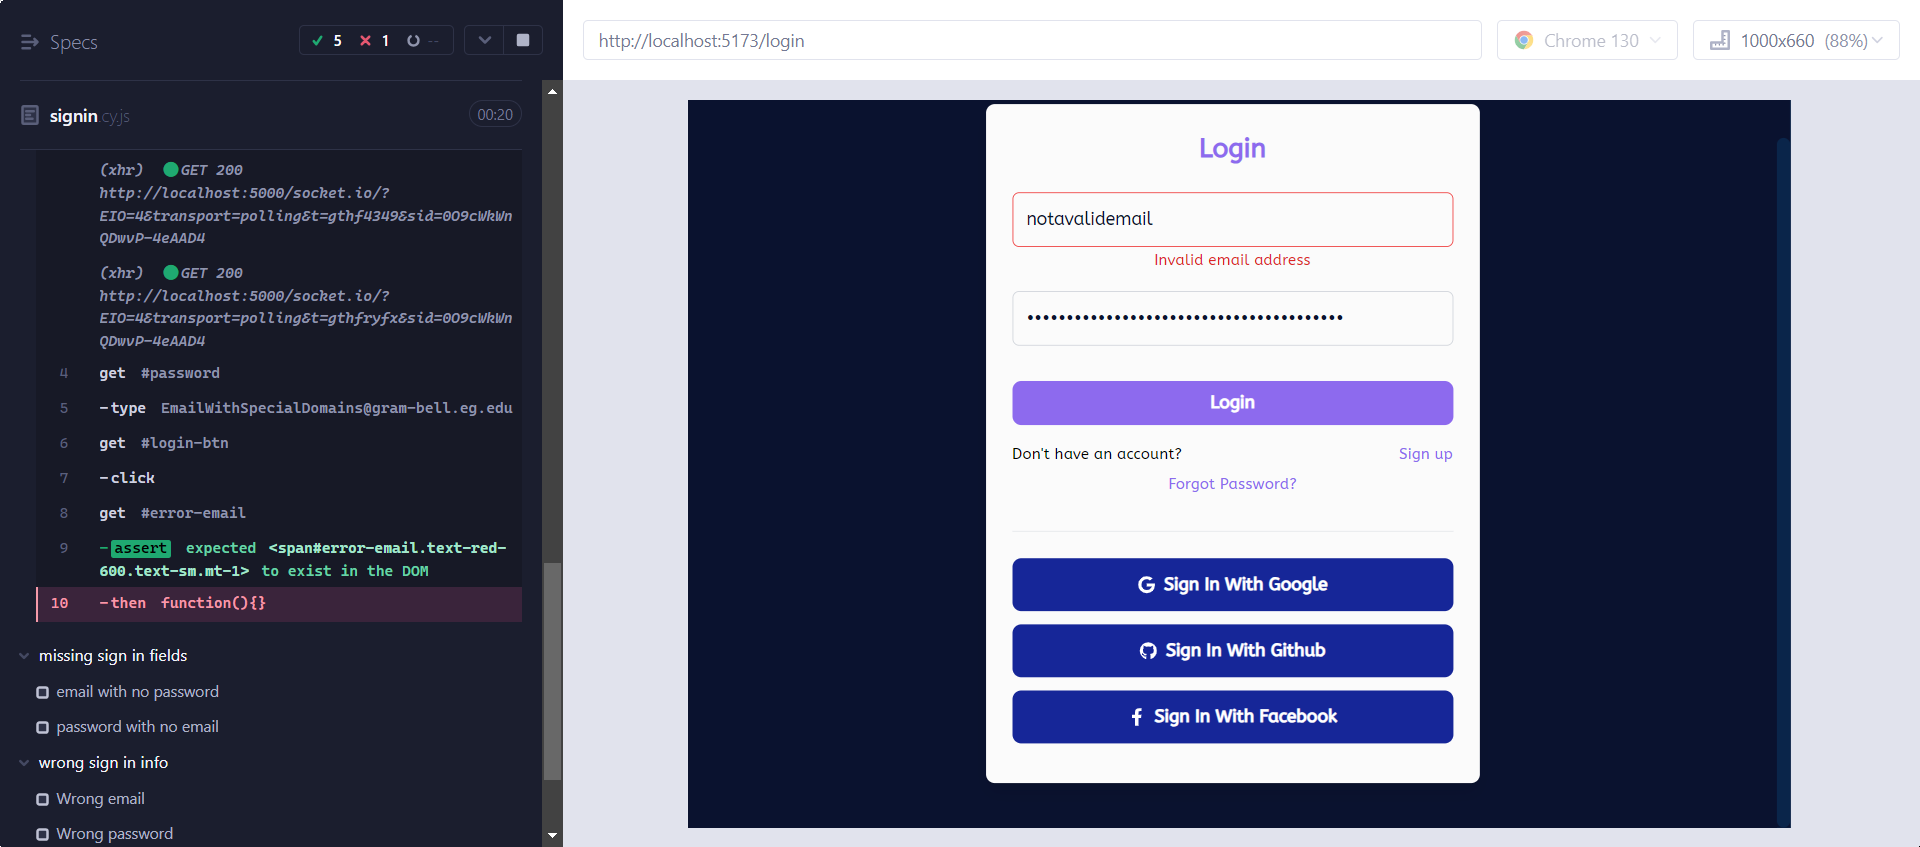 Specs
5 1 --
signin.cy.js
00:20
(xhr) GET 200
http://localhost:5000/socket.io/?
EIO=4&transport=polling&t=gthf4349&sid=0O9cWkWn
QDwvP-4eAAD4
(xhr) GET 200
http://localhost:5000/socket.io/?
EIO=4&transport=polling&t=gthfryfx&sid=0O9cWkWn
QDwvP-4eAAD4
4 get #password
5 -type EmailWithSpecialDomains@gram-bell.eg.edu
6 get #login-btn
7 -click
8 get #error-email
9 -assert expected <span#error-email.text-red-
600.text-sm.mt-1> to exist in the DOM
10 -then function(){}
missing sign in fields
email with no password
password with no email
wrong sign in info
Wrong email
Wrong password
http://localhost:5173/login
Chrome 130
1000x660 (88%)
Login
notavalidemail
Invalid email address
Login
Don't have an account? Sign up
Forgot Password?
Sign In With Google
Sign In With Github
Sign In With Facebook